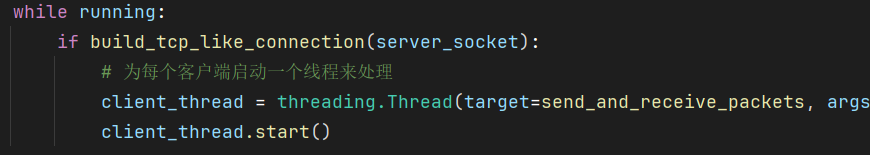 while running:
if build_tcp_like_connection(server_socket):
# 为每个客户端启动一个线程来处理
client_thread = threading.Thread(target=send_and_receive_packets, args
client_thread.start()